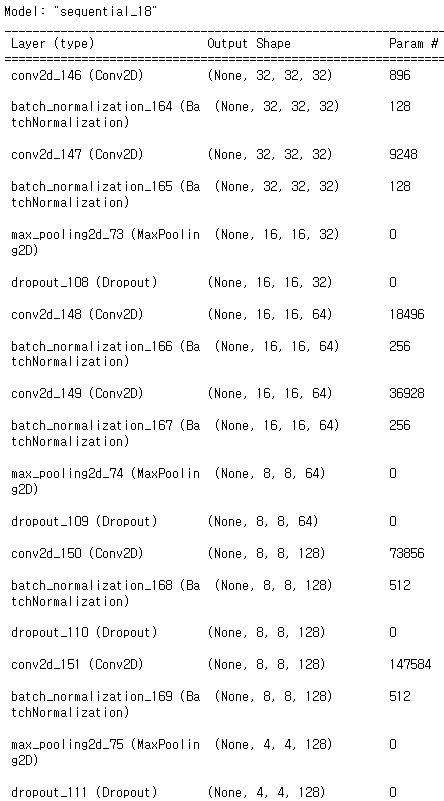 Model: "sequential_18"
Layer (type) Output Shape Param #
conv2d_146 (Conv2D) (None, 32, 32, 32) 896
batch_normalization_164 (Ba (None, 32, 32, 32) 128
tchNormalization)
conv2d_147 (Conv2D) (None, 32, 32, 32) 9248
batch_normalization_165 (Ba (None, 32, 32, 32) 128
tchNormalization)
max_pooling2d_73 (MaxPoolin (None, 16, 16, 32) 0
g2D)
dropout_108 (Dropout) (None, 16, 16, 32) 0
conv2d_148 (Conv2D) (None, 16, 16, 64) 18496
batch_normalization_166 (Ba (None, 16, 16, 64) 256
tchNormalization)
conv2d_149 (Conv2D) (None, 16, 16, 64) 36928
batch_normalization_167 (Ba (None, 16, 16, 64) 256
tchNormalization)
max_pooling2d_74 (MaxPoolin (None, 8, 8, 64) 0
g2D)
dropout_109 (Dropout) (None, 8, 8, 64) 0
conv2d_150 (Conv2D) (None, 8, 8, 128) 73856
batch_normalization_168 (Ba (None, 8, 8, 128) 512
tchNormalization)
dropout_110 (Dropout) (None, 8, 8, 128) 0
conv2d_151 (Conv2D) (None, 8, 8, 128) 147584
batch_normalization_169 (Ba (None, 8, 8, 128) 512
tchNormalization)
max_pooling2d_75 (MaxPoolin (None, 4, 4, 128) 0
g2D)
dropout_111 (Dropout) (None, 4, 4, 128) 0